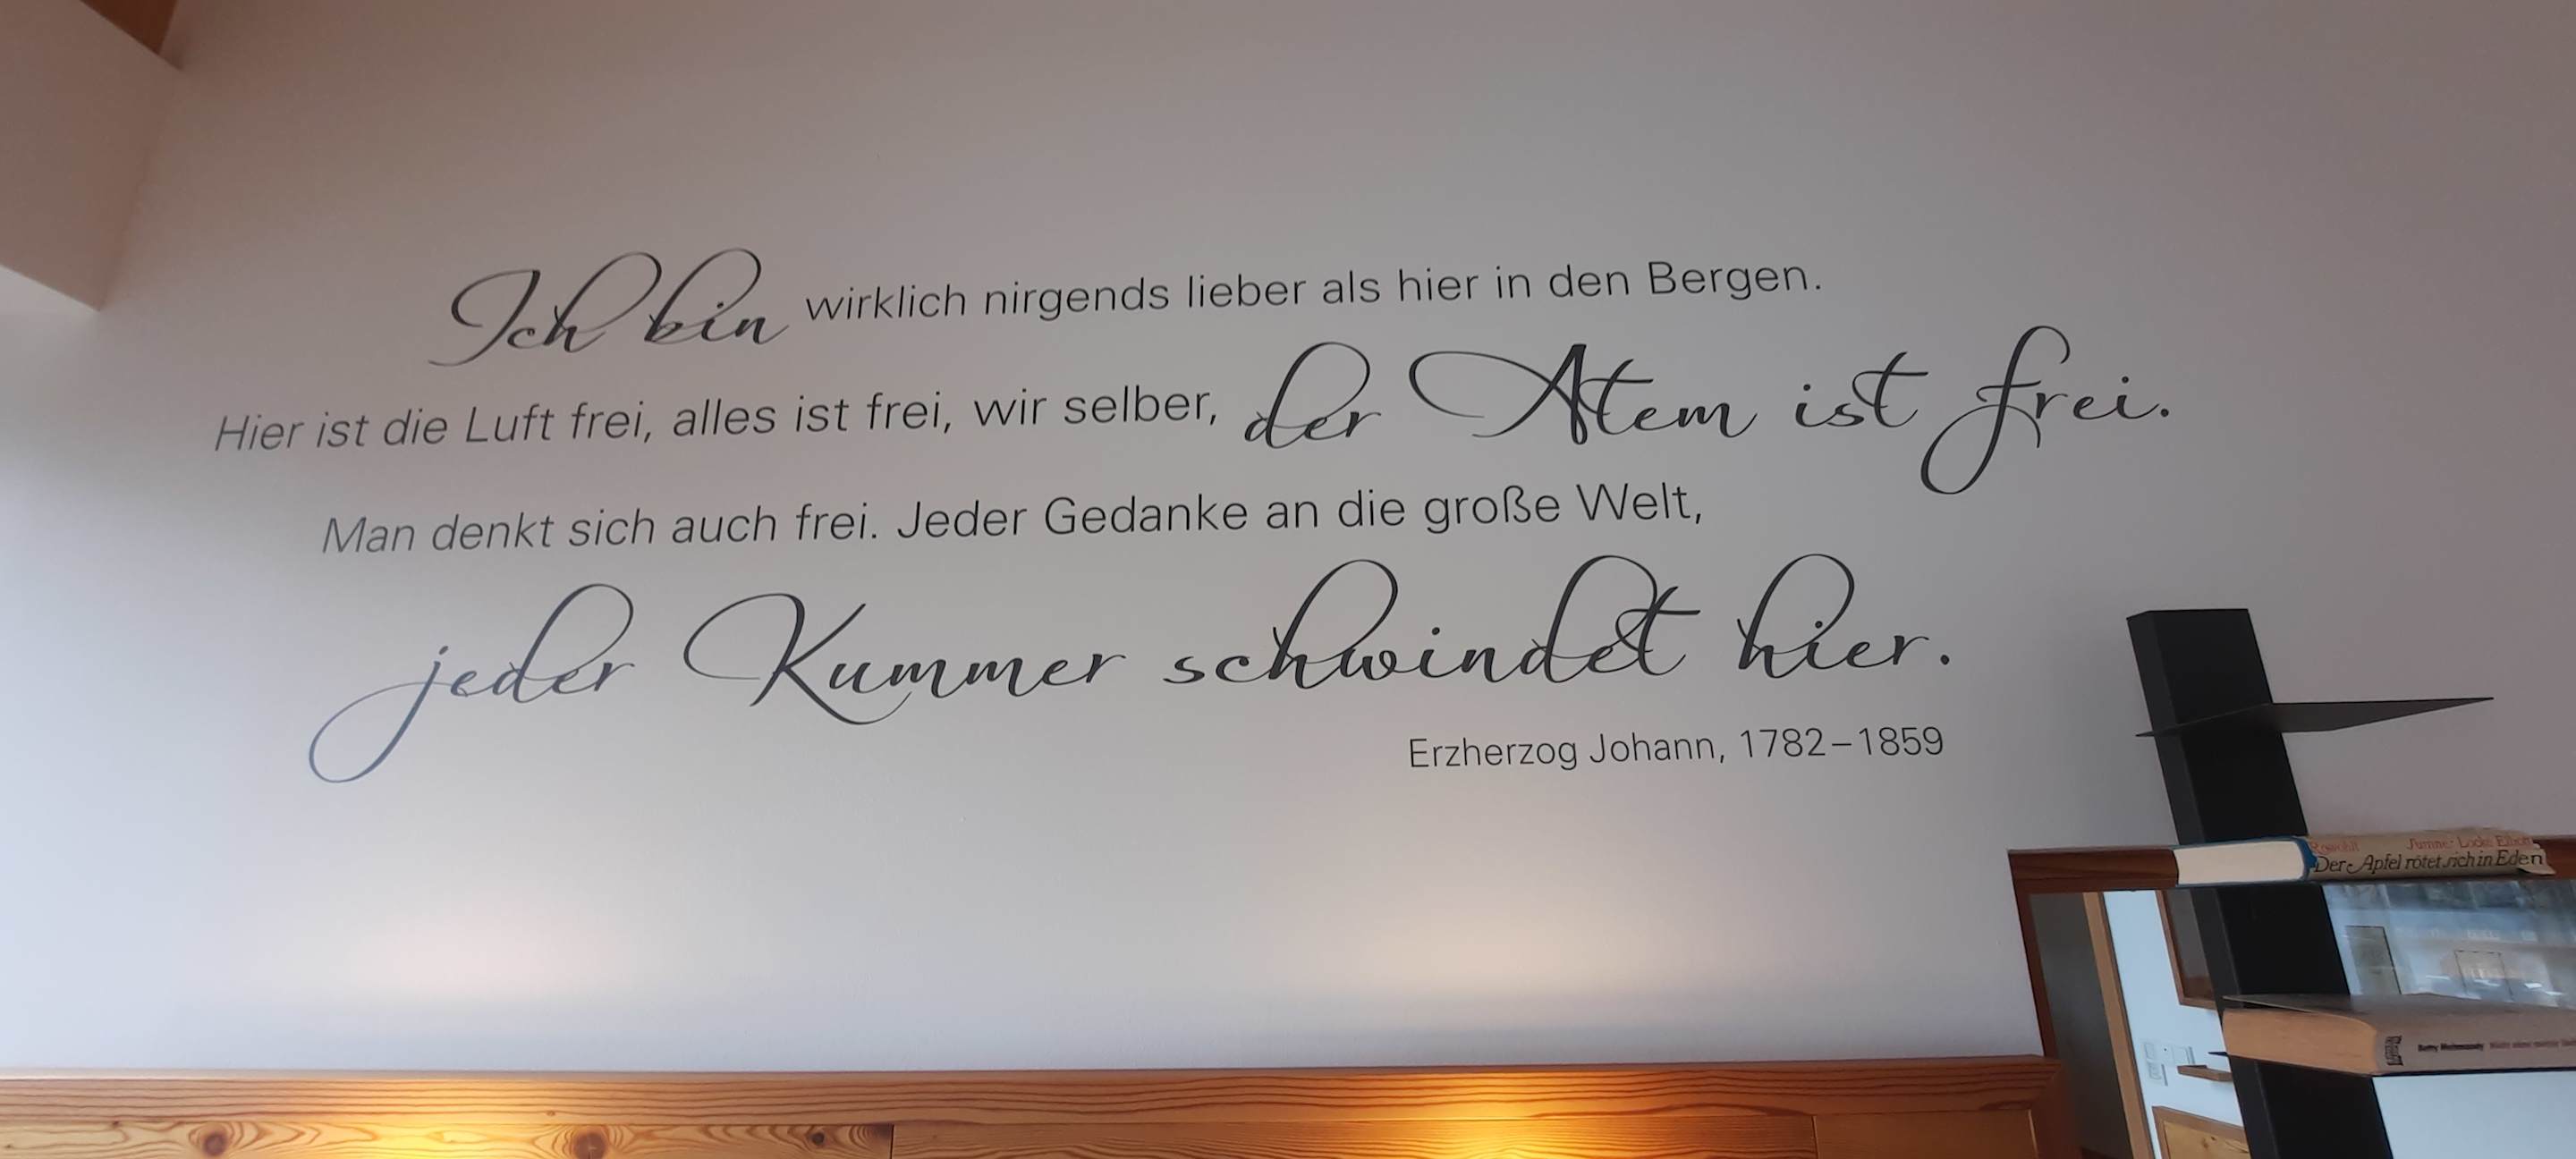 Ich bin wirklich nirgends lieber als hier in den Bergen.
Hier ist die Luft frei, alles ist frei, wir selber, der Atem ist frei.
Man denkt sich auch frei. Jeder Gedanke an die große Welt,
jeder Kummer schwindet hier.
Erzherzog Johann, 1782–1859
Der Apfel rötet sich in Eden
Betty